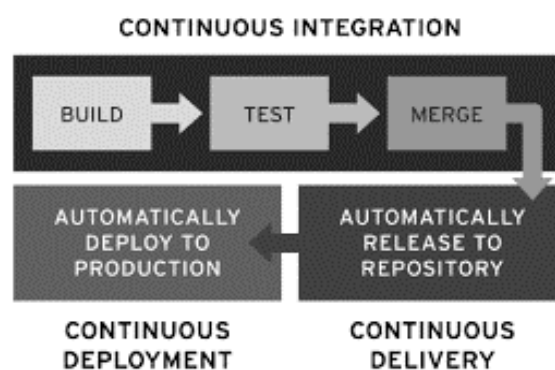 CONTINUOUS INTEGRATION
BUILD
TEST
MERGE
AUTOMATICALLY
DEPLOY TO
PRODUCTION
AUTOMATICALLY
RELEASE TO
REPOSITORY
CONTINUOUS
DEPLOYMENT
CONTINUOUS
DELIVERY